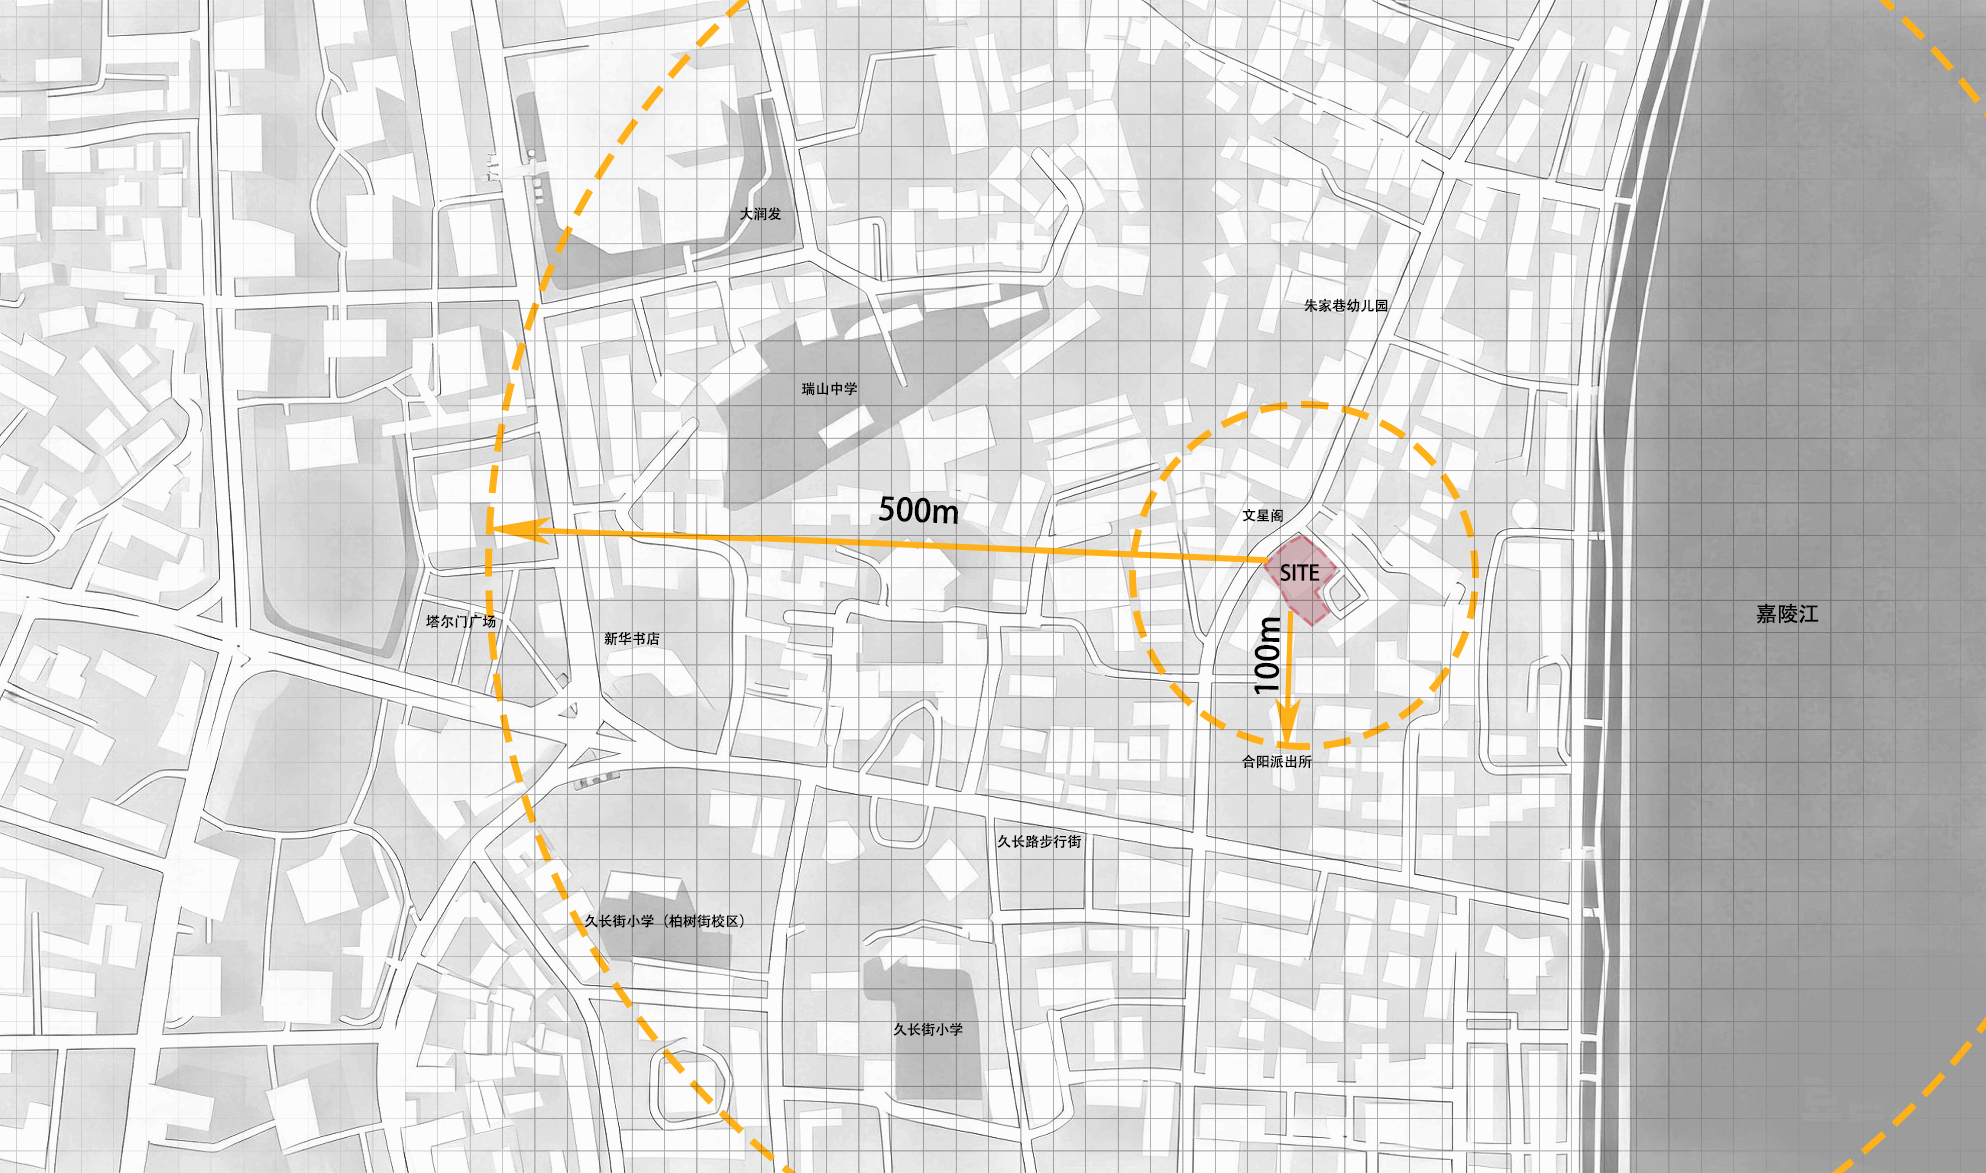 大润发
朱家巷幼儿园
瑞山中学
500m
文星阁
SITE
嘉陵江
塔尔门广场
新华书店
100m
合阳派出所
久长路步行街
久长街小学（柏树街校区）
久长街小学